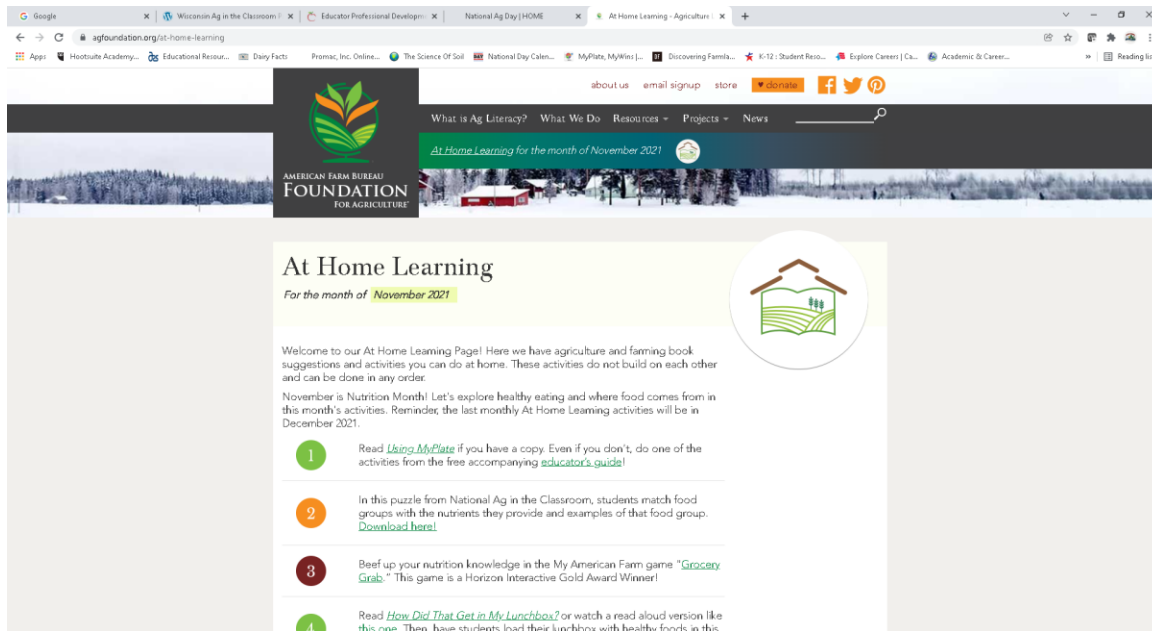 Google
Wisconsin Ag in the Classroom
Educator Professional Developm
National Ag Day | HOME
At Home Learning - Agriculture
agfoundation.org/at-home-learning
Apps
Hootsuite Academy...
Educational Resour...
Dairy Facts
Promac, Inc. Online...
The Science Of Soil
National Day Calen...
MyPlate, MyWins |...
Discovering Farmla...
K-12 : Student Reso...
Explore Careers | Ca...
Academic & Career...
»
Reading lis
about us email signup store ♥ donate
What is Ag Literacy? What We Do Resources Projects News
At Home Learning for the month of November 2021
AMERICAN FARM BUREAU
FOUNDATION
FOR AGRICULTURE
At Home Learning
For the month of November 2021
Welcome to our At Home Learning Page! Here we have agriculture and farming book
suggestions and activities you can do at home. These activities do not build on each other
and can be done in any order.
November is Nutrition Month! Let's explore healthy eating and where food comes from in
this month's activities. Reminder, the last monthly At Home Learning activities will be in
December 2021.
1
Read Using MyPlate if you have a copy. Even if you don't, do one of the
activities from the free accompanying educator's guide!
2
In this puzzle from National Ag in the Classroom, students match food
groups with the nutrients they provide and examples of that food group.
Download here!
3
Beef up your nutrition knowledge in the My American Farm game "Grocery
Grab." This game is a Horizon Interactive Gold Award Winner!
4
Read How Did That Get in My Lunchbox? or watch a read aloud version like
this one. Then, have students load their lunchbox with healthy foods in this